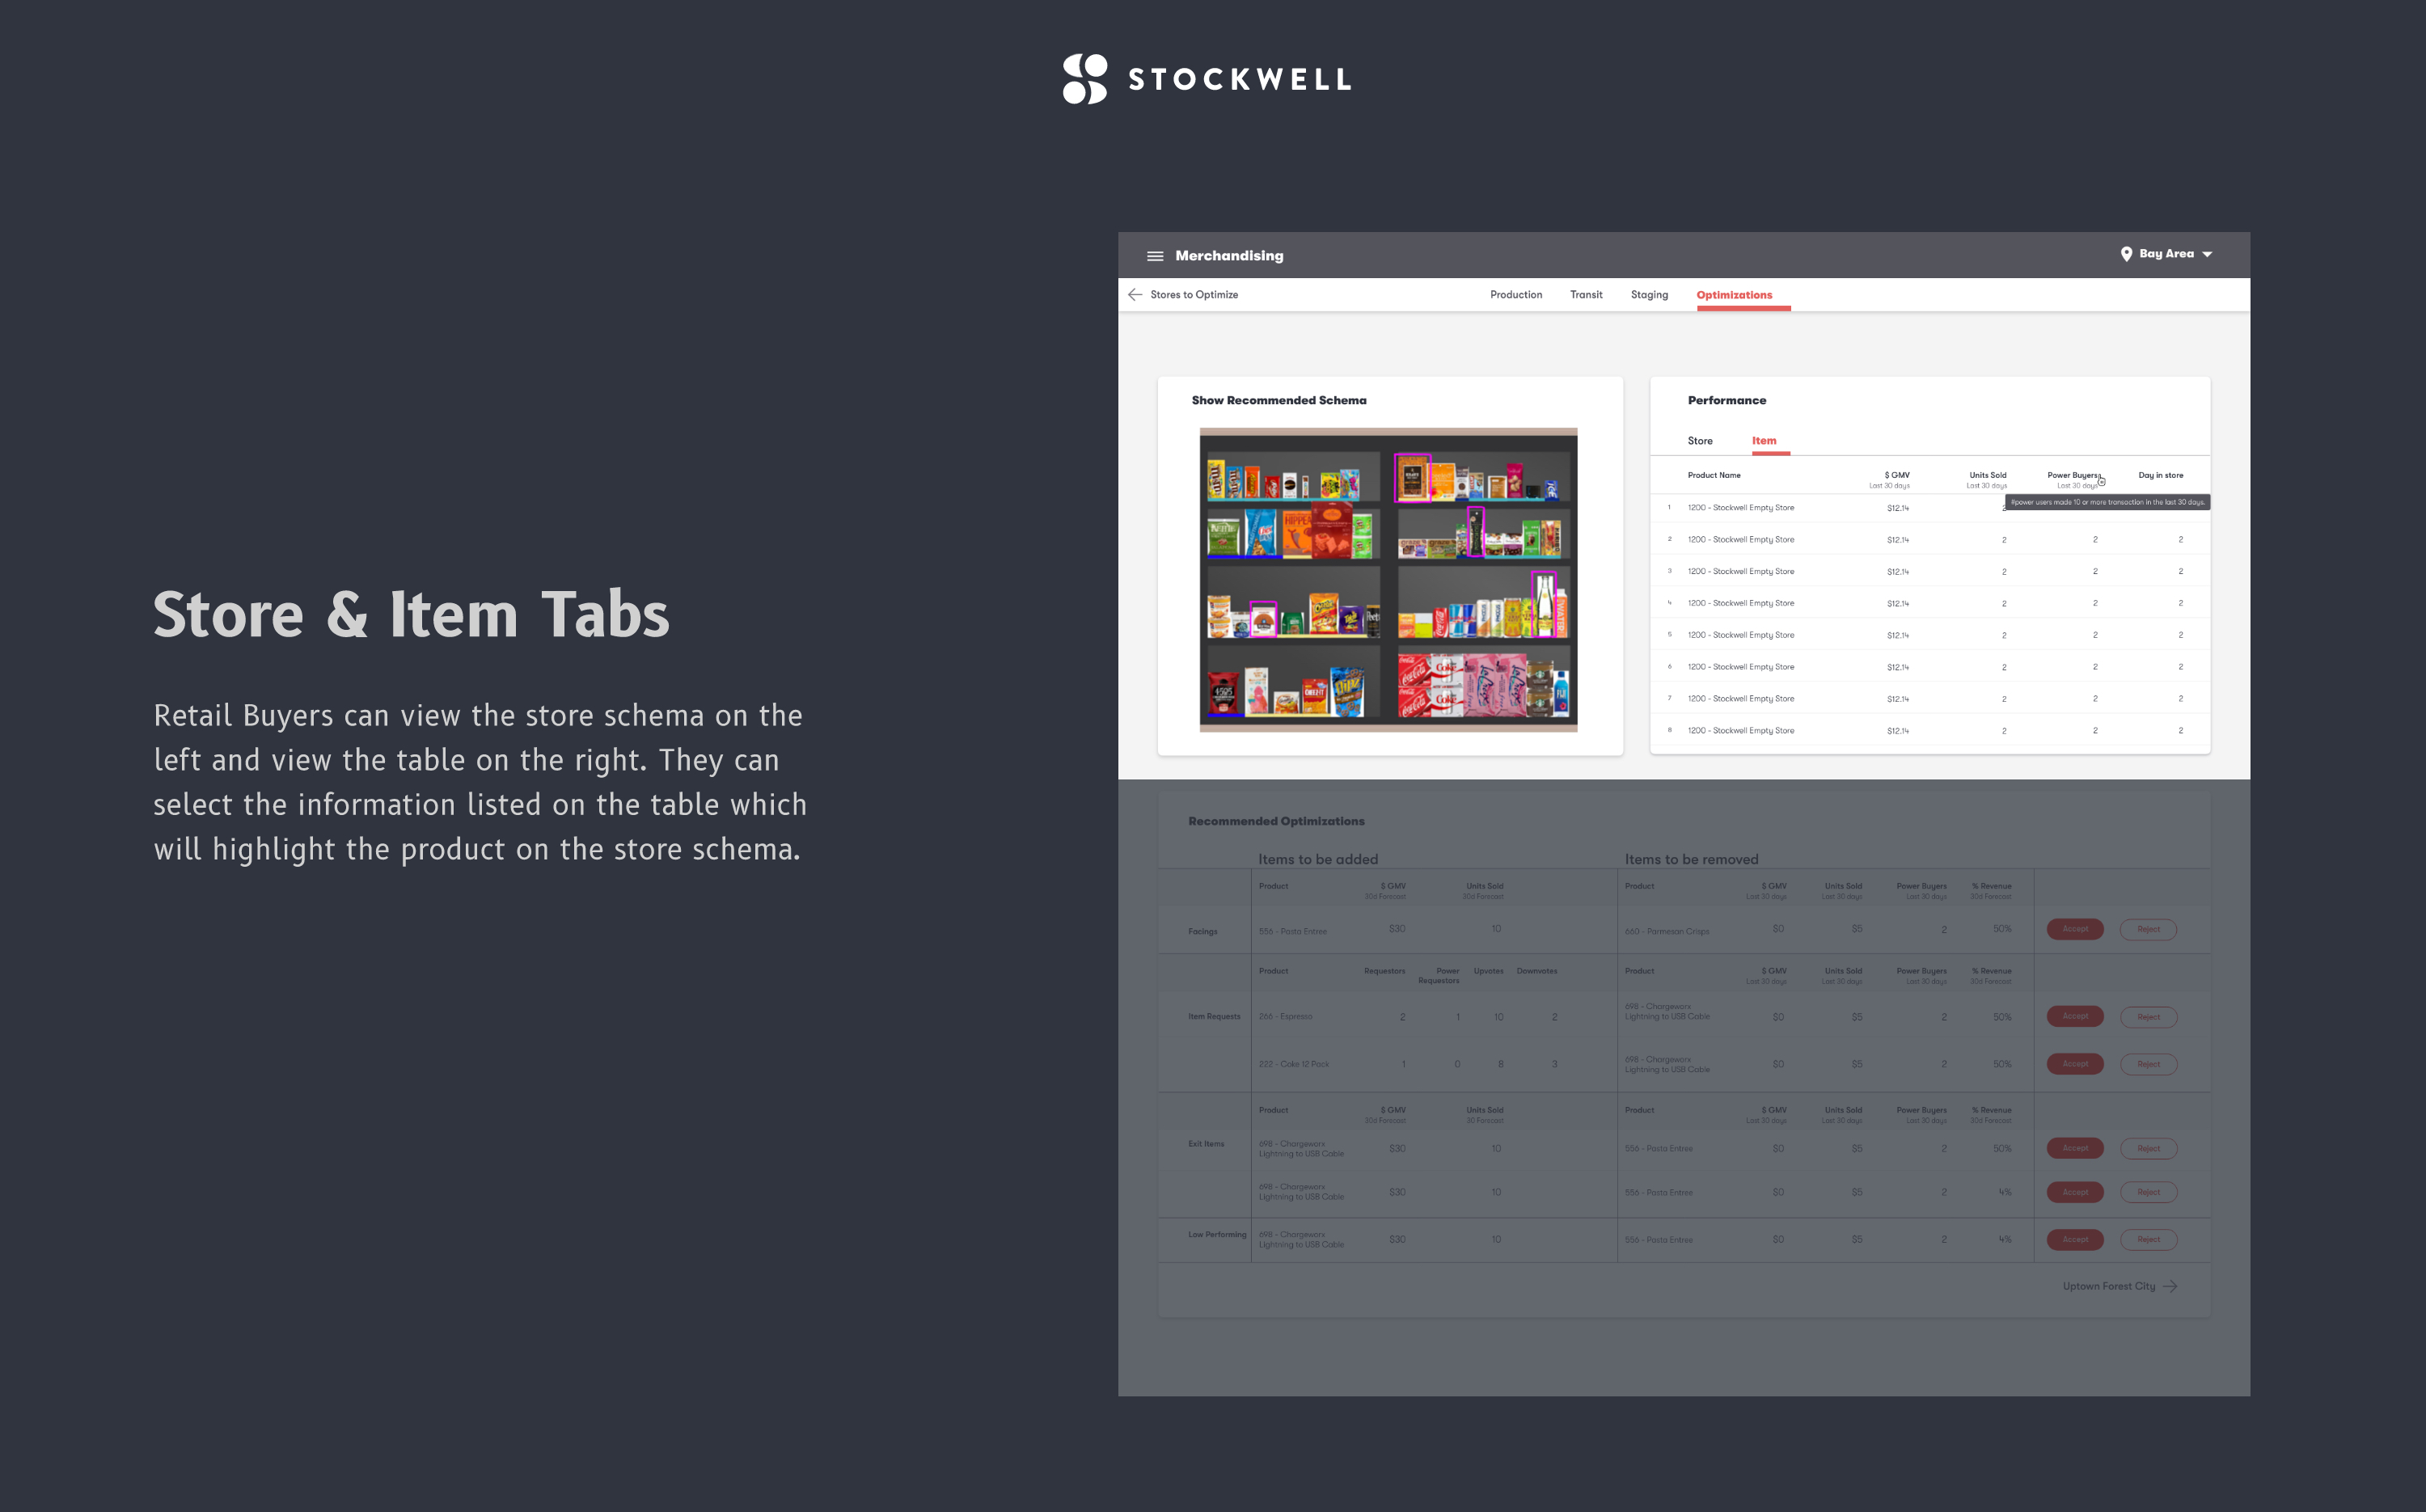 STOCKWELL
Store & Item Tabs
Retail Buyers can view the store schema on the
left and view the table on the right. They can
select the information listed on the table which
will highlight the product on the store schema.
Merchandising
Bay Area
Stores to Optimize
Production Transit Staging Optimizations
Show Recommended Schema
Performance
Store Item
Product Name $ GMV Units Sold Power Buyers Day in store
Last 30 days Last 30 days Last 30 days
#power users made 10 or more transaction in the last 30 days.
1 1200 - Stockwell Empty Store $12.14 2
2 1200 - Stockwell Empty Store $12.14 2 2 2
3 1200 - Stockwell Empty Store $12.14 2 2 2
4 1200 - Stockwell Empty Store $12.14 2 2 2
5 1200 - Stockwell Empty Store $12.14 2 2 2
6 1200 - Stockwell Empty Store $12.14 2 2 2
7 1200 - Stockwell Empty Store $12.14 2 2 2
8 1200 - Stockwell Empty Store $12.14 2 2 2
Recommended Optimizations
Items to be added Items to be removed
Product $ GMV Units Sold Product $ GMV Units Sold Power Buyers % Revenue
30d Forecast 30d Forecast Last 30 days Last 30 days Last 30 days 30d Forecast
Facings 556 - Pasta Entree $30 10 660 - Parmesan Crisps $0 $5 2 50% Accept Reject
Product Requestors Power Upvotes Downvotes Product $ GMV Units Sold Power Buyers % Revenue
Requestors Last 30 days Last 30 days Last 30 days 30d Forecast
698 - Chargeworx
Item Requests 266 - Espresso 2 1 10 2 Lightning to USB Cable $0 $5 2 50% Accept Reject
698 - Chargeworx
222 - Coke 12 Pack 1 0 8 3 Lightning to USB Cable $0 $5 2 50% Accept Reject
Product $ GMV Units Sold Product $ GMV Units Sold Power Buyers % Revenue
30d Forecast 30 Forecast Last 30 days Last 30 days Last 30 days 30d Forecast
Exit Items 698 - Chargeworx
Lightning to USB Cable $30 10 556 - Pasta Entree $0 $5 2 50% Accept Reject
698 - Chargeworx
Lightning to USB Cable $30 10 556 - Pasta Entree $0 $5 2 4% Accept Reject
Low Performing 698 - Chargeworx
Lightning to USB Cable $30 10 556 - Pasta Entree $0 $5 2 4% Accept Reject
Uptown Forest City